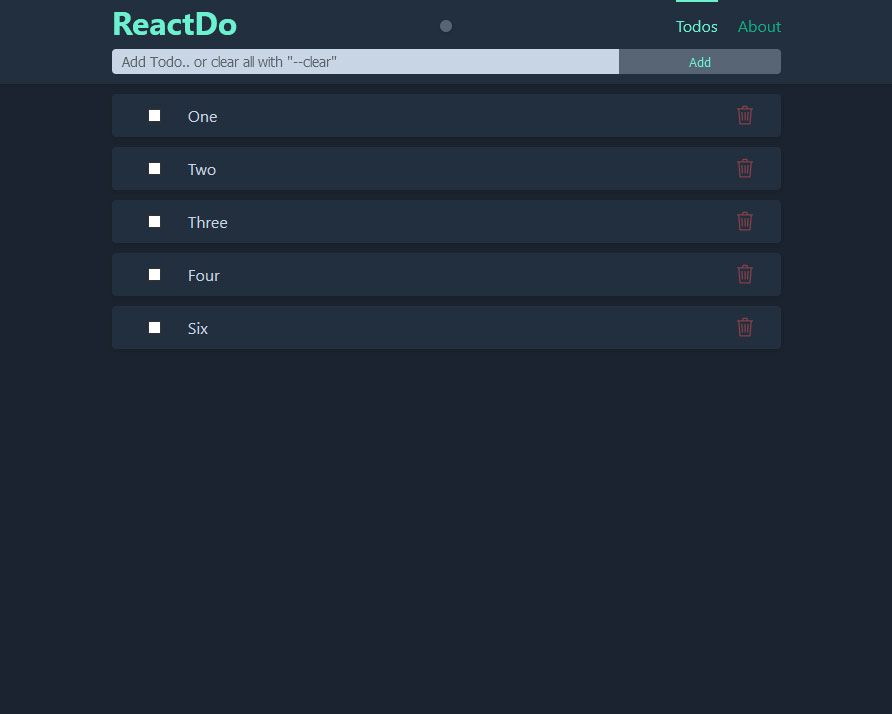 ReactDo
Todos
About
Add Todo.. or clear all with "--clear"
Add
One
Two
Three
Four
Six